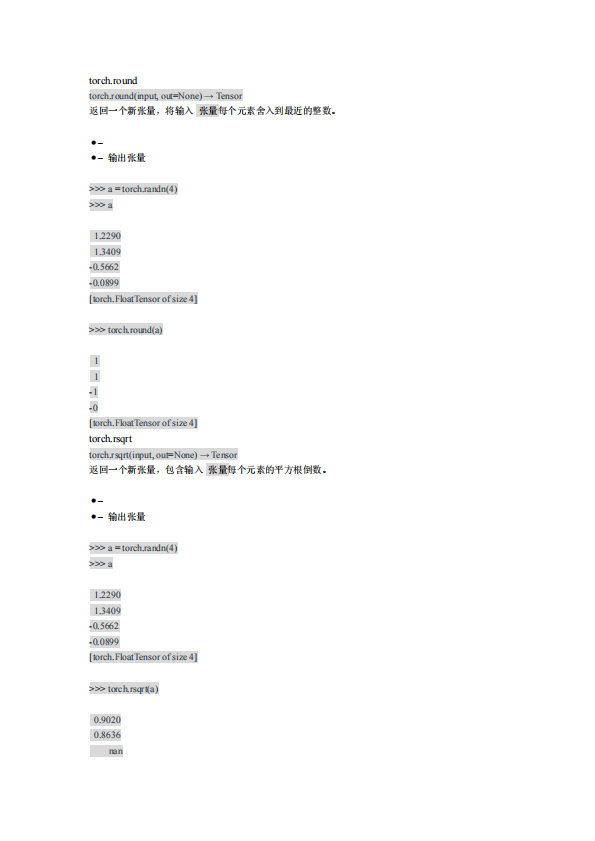 torch.round
torch.round(input, out=None) → Tensor
返回一个新张量，将输入 张量每个元素舍入到最近的整数。
●–
●– 输出张量
>>> a = torch.randn(4)
>>> a
1.2290
1.3409
-0.5662
-0.0899
[torch.FloatTensor of size 4]
>>> torch.round(a)
1
1
-1
-0
[torch.FloatTensor of size 4]
torch.rsqrt
torch.rsqrt(input, out=None) → Tensor
返回一个新张量，包含输入 张量每个元素的平方根倒数。
●–
●– 输出张量
>>> a = torch.randn(4)
>>> a
1.2290
1.3409
-0.5662
-0.0899
[torch.FloatTensor of size 4]
>>> torch.rsqrt(a)
0.9020
0.8636
nan